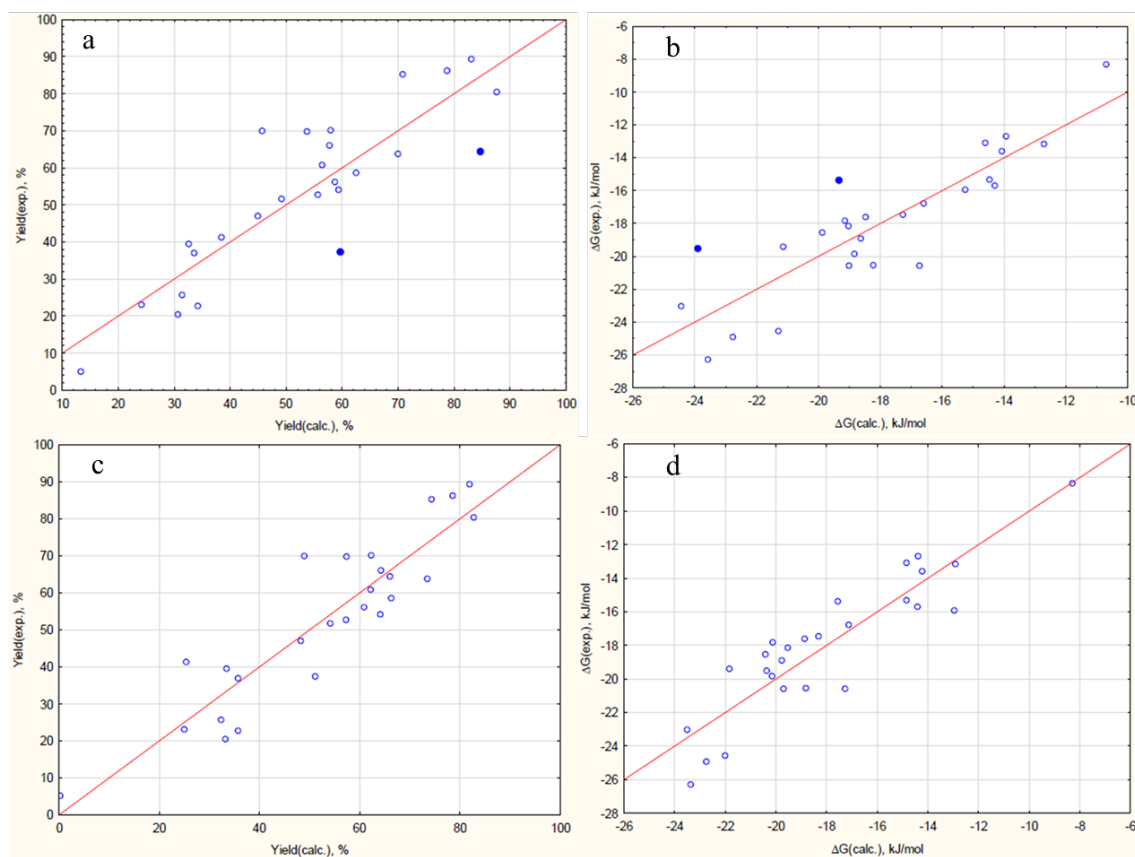 a
100
90
80
70
60
50
40
30
20
10
0
Yield(exp.), %
10 20 30 40 50 60 70 80 90 100
Yield(calc.), %
b
-6
-8
-10
-12
-14
-16
-18
-20
-22
-24
-26
-28
ΔG(exp.), kJ/mol
-26 -24 -22 -20 -18 -16 -14 -12 -10
ΔG(calc.), kJ/mol
c
100
90
80
70
60
50
40
30
20
10
0
Yield(exp.), %
0 20 40 60 80 100
Yield(calc.), %
d
-6
-8
-10
-12
-14
-16
-18
-20
-22
-24
-26
-28
ΔG(exp.), kJ/mol
-26 -24 -22 -20 -18 -16 -14 -12 -10 -8 -6
ΔG(calc.), kJ/mol